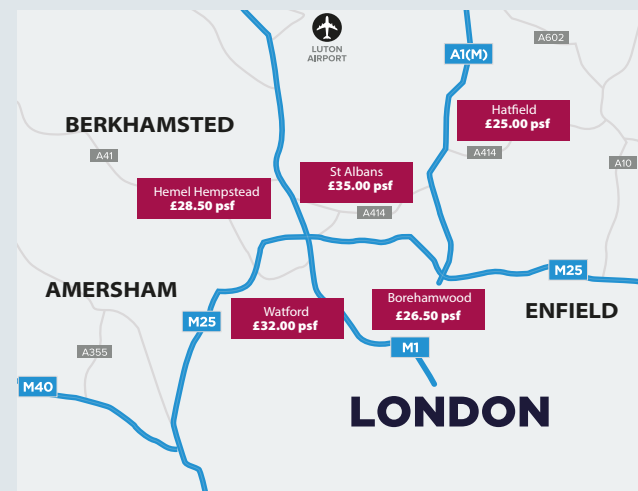 LUTON
AIRPORT
A602
A1(M)
Hatfield
£25.00 psf
BERKHAMSTED
A41
A414
A10
St Albans
£35.00 psf
Hemel Hempstead
£28.50 psf
A414
M25
AMERSHAM
Borehamwood
£26.50 psf
ENFIELD
Watford
£32.00 psf
M25
M1
A355
M40
LONDON